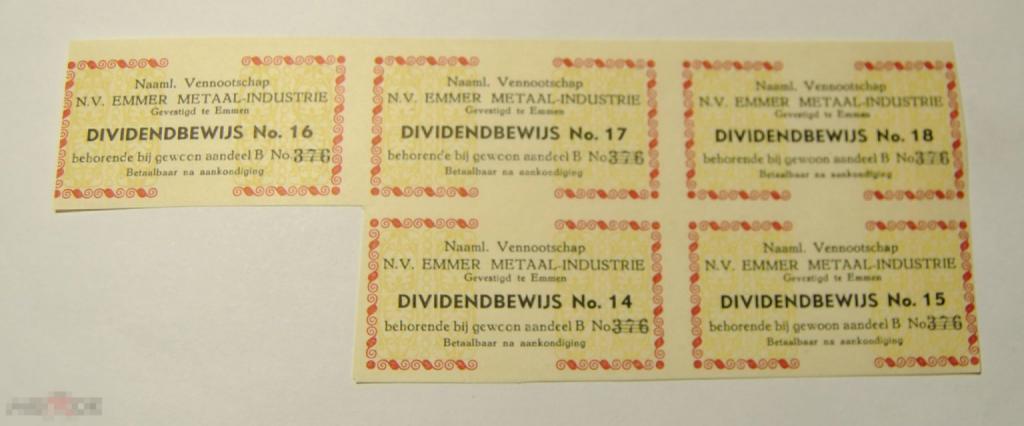 Naaml. Vennootschap
N.V. EMMER METAAL-INDUSTRIE
Gevestigd te Emmen
DIVIDENDBEWIJS No. 16
behorende bij gewoon aandeel B No 376
Betaalbaar na aankondiging
Naaml. Vennootschap
N.V. EMMER METAAL-INDUSTRIE
Gevestigd te Emmen
DIVIDENDBEWIJS No. 17
behorende bij gewoon aandeel B No 376
Betaalbaar na aankondiging
Naaml. Vennootschap
N.V. EMMER METAAL-INDUSTRIE
Gevestigd te Emmen
DIVIDENDBEWIJS No. 18
behorende bij gewoon aandeel B No 376
Betaalbaar na aankondiging
Naaml. Vennootschap
N.V. EMMER METAAL-INDUSTRIE
Gevestigd te Emmen
DIVIDENDBEWIJS No. 14
behorende bij gewoon aandeel B No 376
Betaalbaar na aankondiging
Naaml. Vennootschap
N.V. EMMER METAAL-INDUSTRIE
Gevestigd te Emmen
DIVIDENDBEWIJS No. 15
behorende bij gewoon aandeel B No 376
Betaalbaar na aankondiging